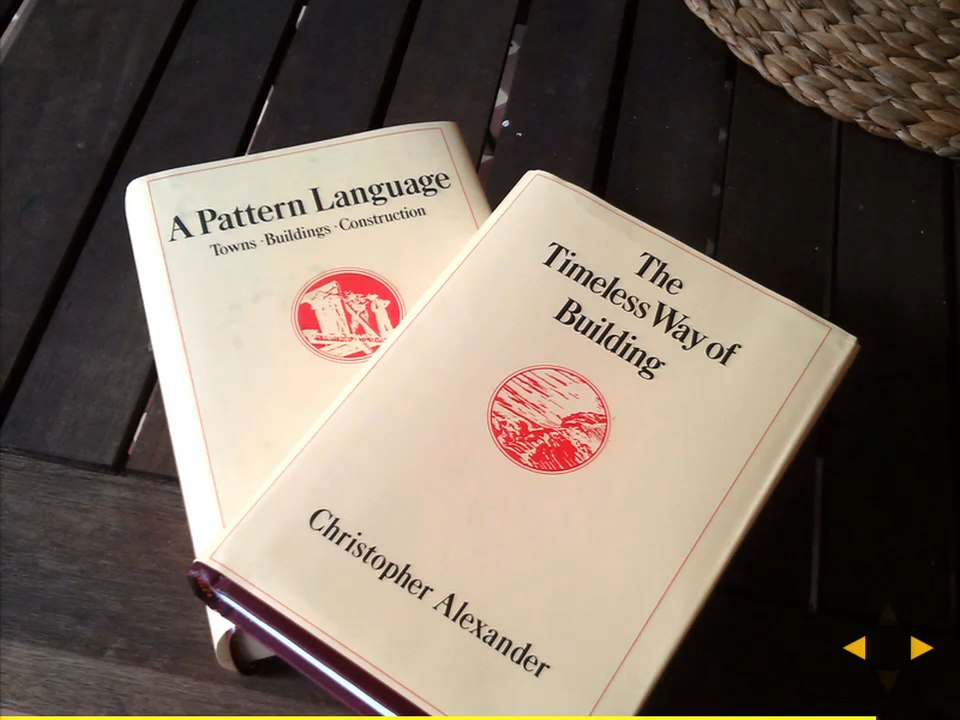 A Pattern Language
Towns · Buildings · Construction
The
Timeless Way of
Building
Christopher Alexander